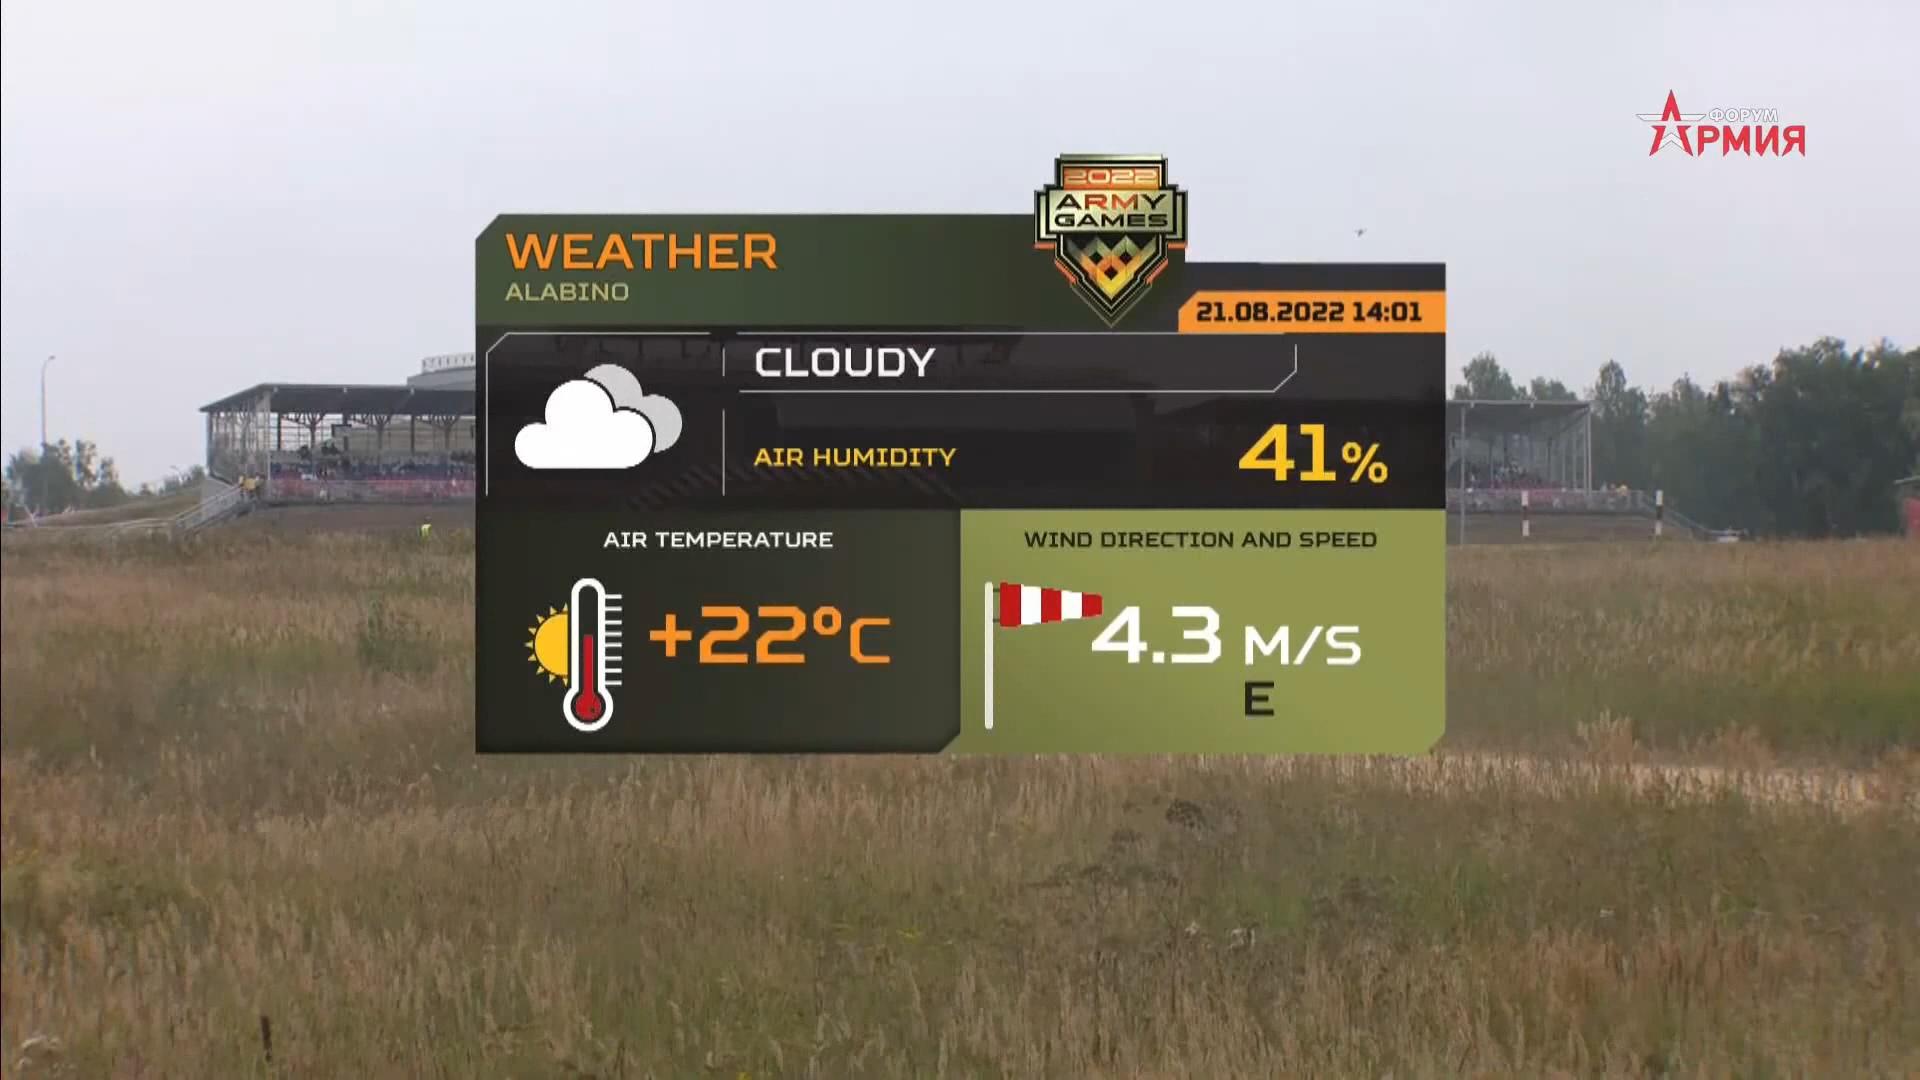 ФОРУМ
АРМИЯ
2022
ARMY
GAMES
WEATHER
ALABINO
21.08.2022 14:01
CLOUDY
AIR HUMIDITY
41%
AIR TEMPERATURE
+22°C
WIND DIRECTION AND SPEED
4.3 M/S
E